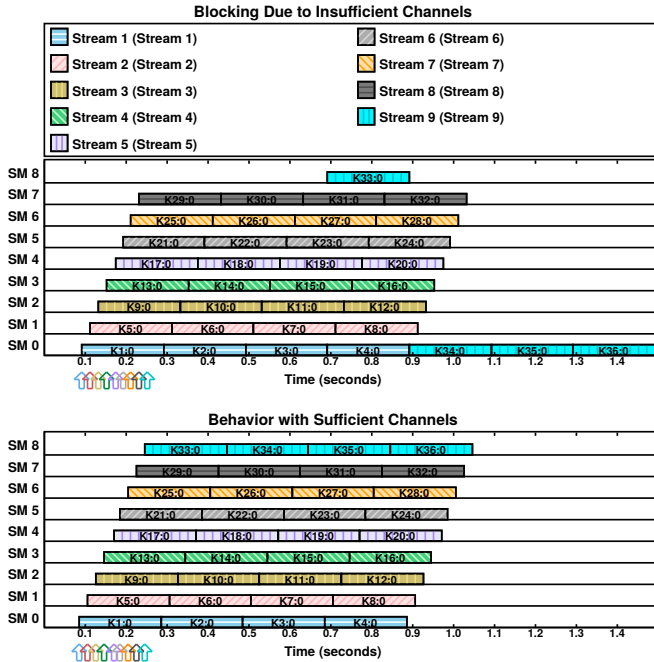 Blocking Due to Insufficient Channels
Stream 1 (Stream 1) Stream 6 (Stream 6)
Stream 2 (Stream 2) Stream 7 (Stream 7)
Stream 3 (Stream 3) Stream 8 (Stream 8)
Stream 4 (Stream 4) Stream 9 (Stream 9)
Stream 5 (Stream 5)
SM 8 K33:0
SM 7 K29:0 K30:0 K31:0 K32:0
SM 6 K25:0 K26:0 K27:0 K28:0
SM 5 K21:0 K22:0 K23:0 K24:0
SM 4 K17:0 K18:0 K19:0 K20:0
SM 3 K13:0 K14:0 K15:0 K16:0
SM 2 K9:0 K10:0 K11:0 K12:0
SM 1 K5:0 K6:0 K7:0 K8:0
SM 0 K1:0 K2:0 K3:0 K4:0 K34:0 K35:0 K36:0
0.1 0.2 0.3 0.4 0.5 0.6 0.7 0.8 0.9 1.0 1.1 1.2 1.3 1.4
Time (seconds)
Behavior with Sufficient Channels
SM 8 K33:0 K34:0 K35:0 K36:0
SM 7 K29:0 K30:0 K31:0 K32:0
SM 6 K25:0 K26:0 K27:0 K28:0
SM 5 K21:0 K22:0 K23:0 K24:0
SM 4 K17:0 K18:0 K19:0 K20:0
SM 3 K13:0 K14:0 K15:0 K16:0
SM 2 K9:0 K10:0 K11:0 K12:0
SM 1 K5:0 K6:0 K7:0 K8:0
SM 0 K1:0 K2:0 K3:0 K4:0
0.1 0.2 0.3 0.4 0.5 0.6 0.7 0.8 0.9 1.0 1.1 1.2 1.3 1.4
Time (seconds)